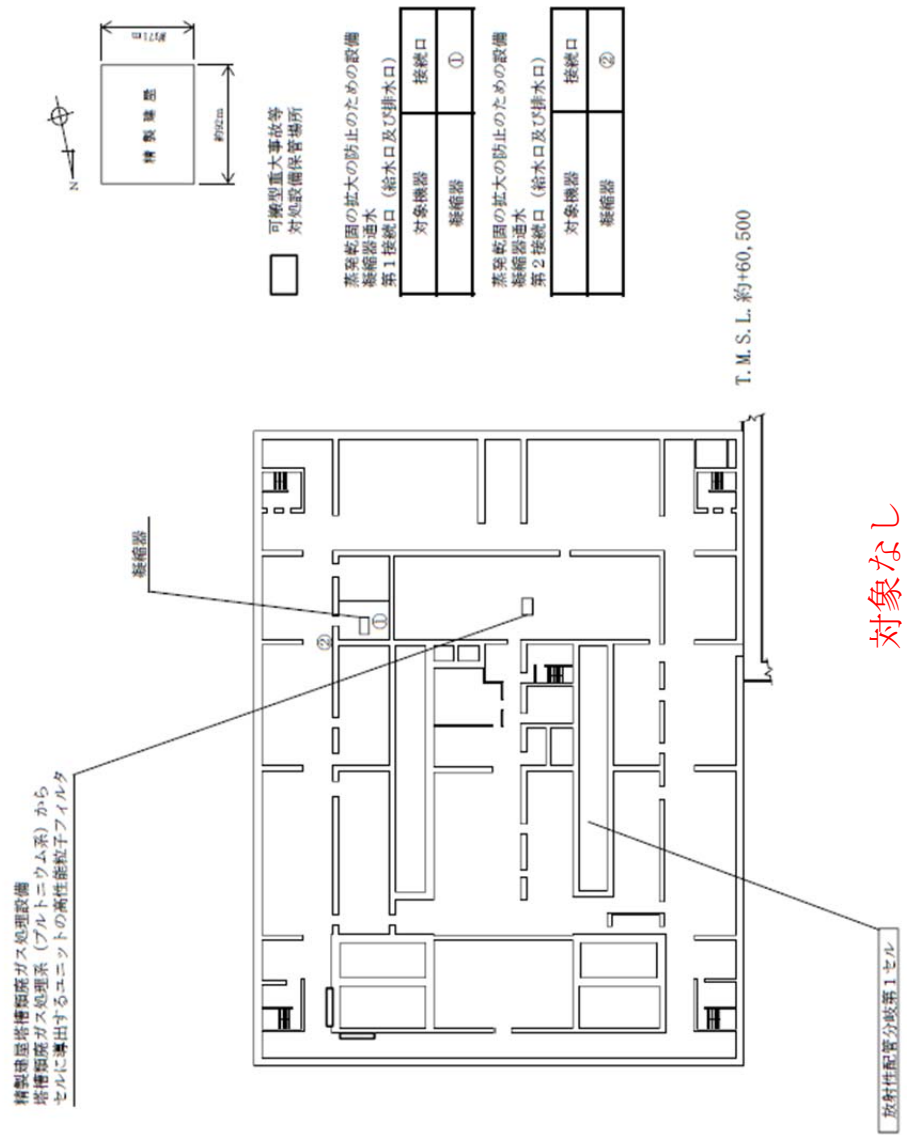 精製建屋塔槽類廃ガス処理設備
塔槽類廃ガス処理系（プルトニウム系）から
セルに導出するユニットの高性能粒子フィルタ
凝縮器
①
②
放射性配管分岐第1セル
N
精製建屋
約71m
約92m
可搬型重大事故等
対処設備保管場所
蒸発乾固の拡大の防止のための設備
凝縮器通水
第1接続口（給水口及び排水口）
対象機器 接続口
凝縮器 ①
蒸発乾固の拡大の防止のための設備
凝縮器通水
第2接続口（給水口及び排水口）
対象機器 接続口
凝縮器 ②
T.M.S.L.約+60,500
対象なし